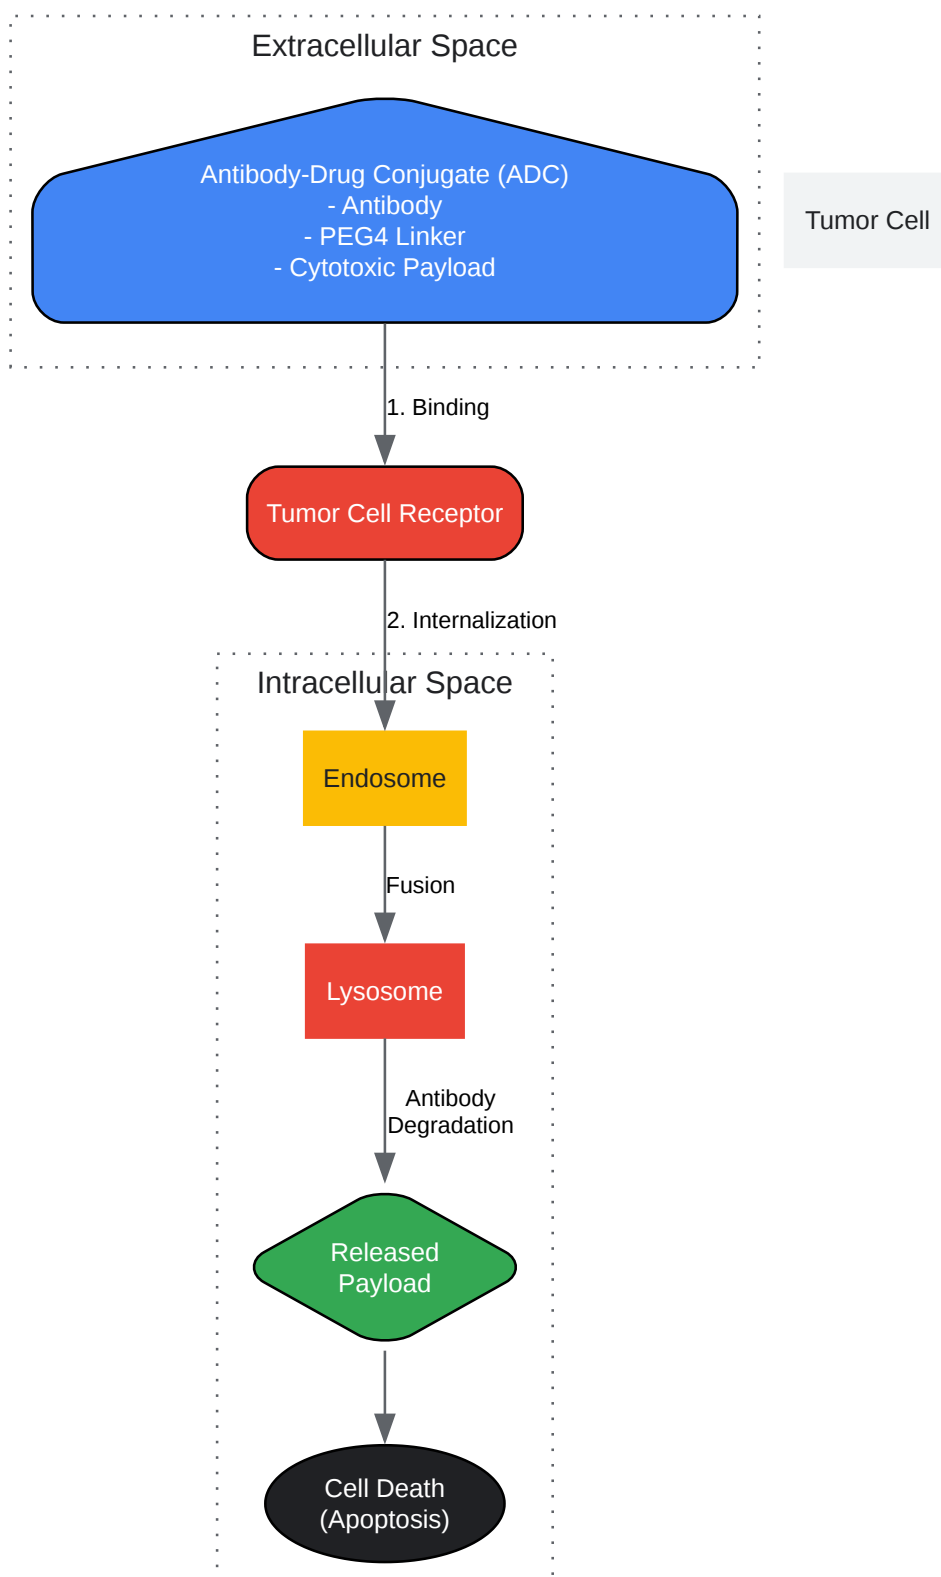 Extracellular Space
Antibody-Drug Conjugate (ADC)
- Antibody
- PEG4 Linker
- Cytotoxic Payload
Tumor Cell
1. Binding
Tumor Cell Receptor
2. Internalization
Intracellular Space
Endosome
Fusion
Lysosome
Antibody
Degradation
Released
Payload
Cell Death
(Apoptosis)